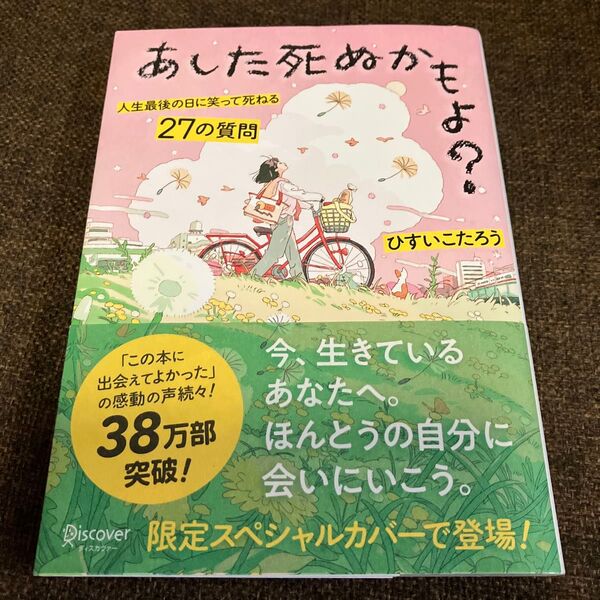 あした死ぬかもよ?
人生最後の日に笑って死ねる
27の質問
ひすいこたろう
「この本に
出会えてよかった」
の感動の声続々!
38万部
突破!
今、生きている
あなたへ。
ほんとうの自分に
会いにいこう。
Discover
ディスカヴァー
限定スペシャルカバーで登場!